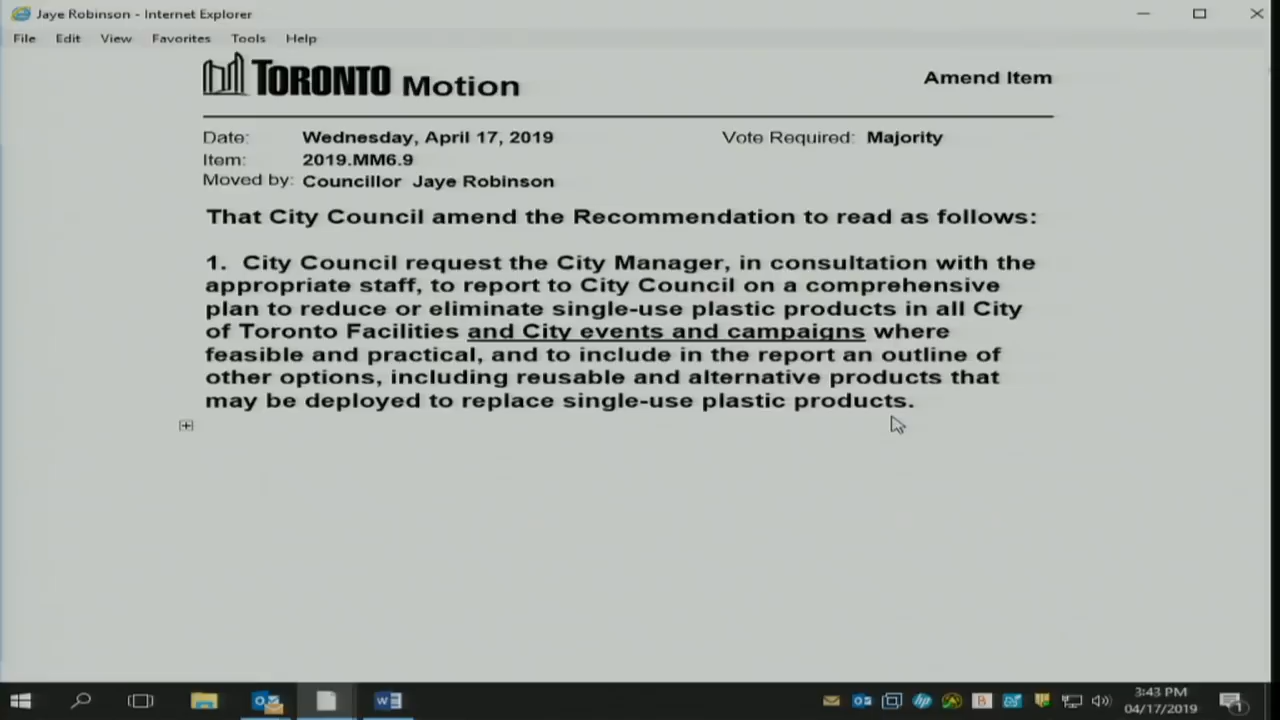 Jaye Robinson - Internet Explorer
File Edit View Favorites Tools Help
TORONTO Motion
Amend Item
Date: Wednesday, April 17, 2019
Vote Required: Majority
Item: 2019.MM6.9
Moved by: Councillor Jaye Robinson
That City Council amend the Recommendation to read as follows:
1. City Council request the City Manager, in consultation with the
appropriate staff, to report to City Council on a comprehensive
plan to reduce or eliminate single-use plastic products in all City
of Toronto Facilities and City events and campaigns where
feasible and practical, and to include in the report an outline of
other options, including reusable and alternative products that
may be deployed to replace single-use plastic products.
3:43 PM
04/17/2019